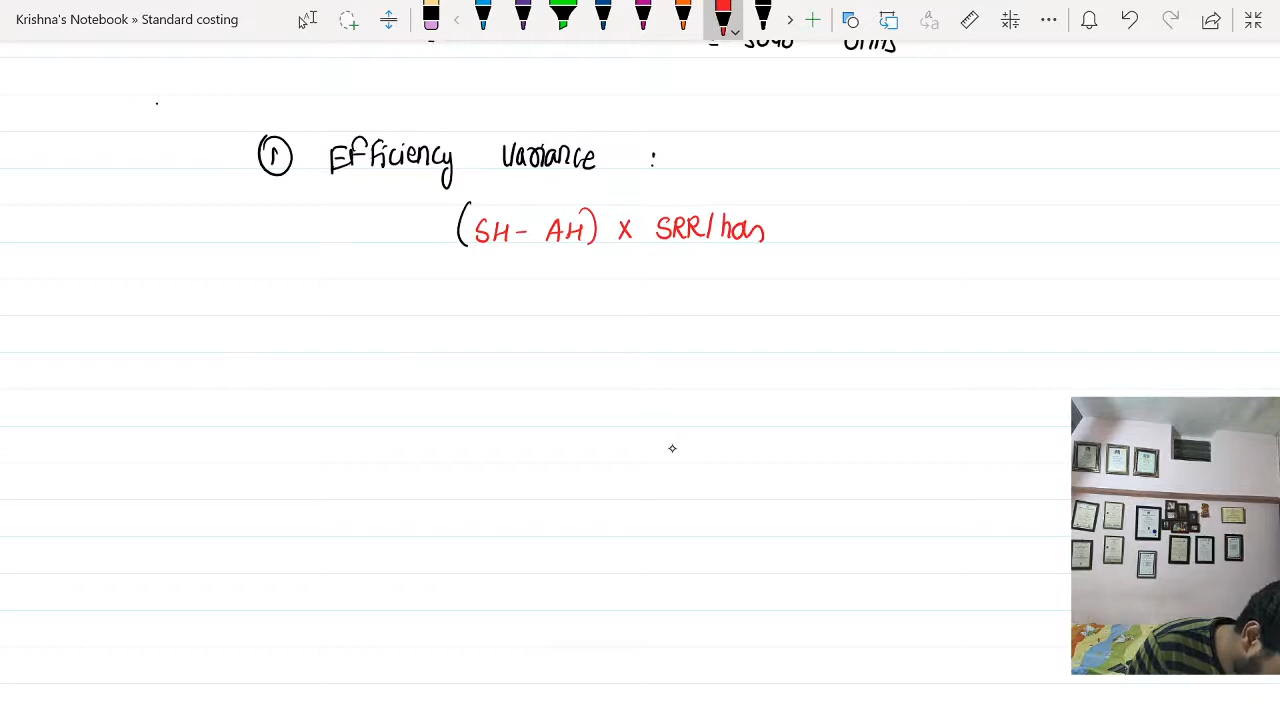 Krishna's Notebook » Standard costing
① Efficiency Variance :
(SH - AH) × SRR/hour